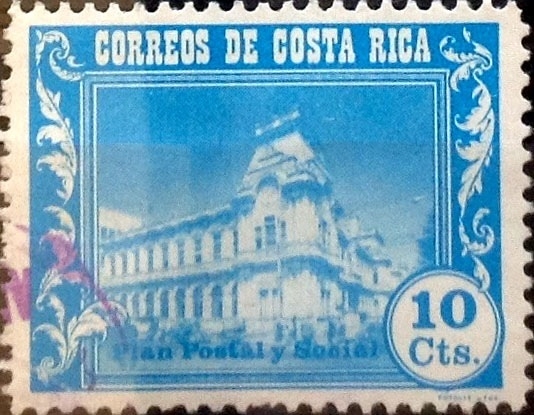 CORREOS DE COSTA RICA
Plan Postal y Social
10
Cts.